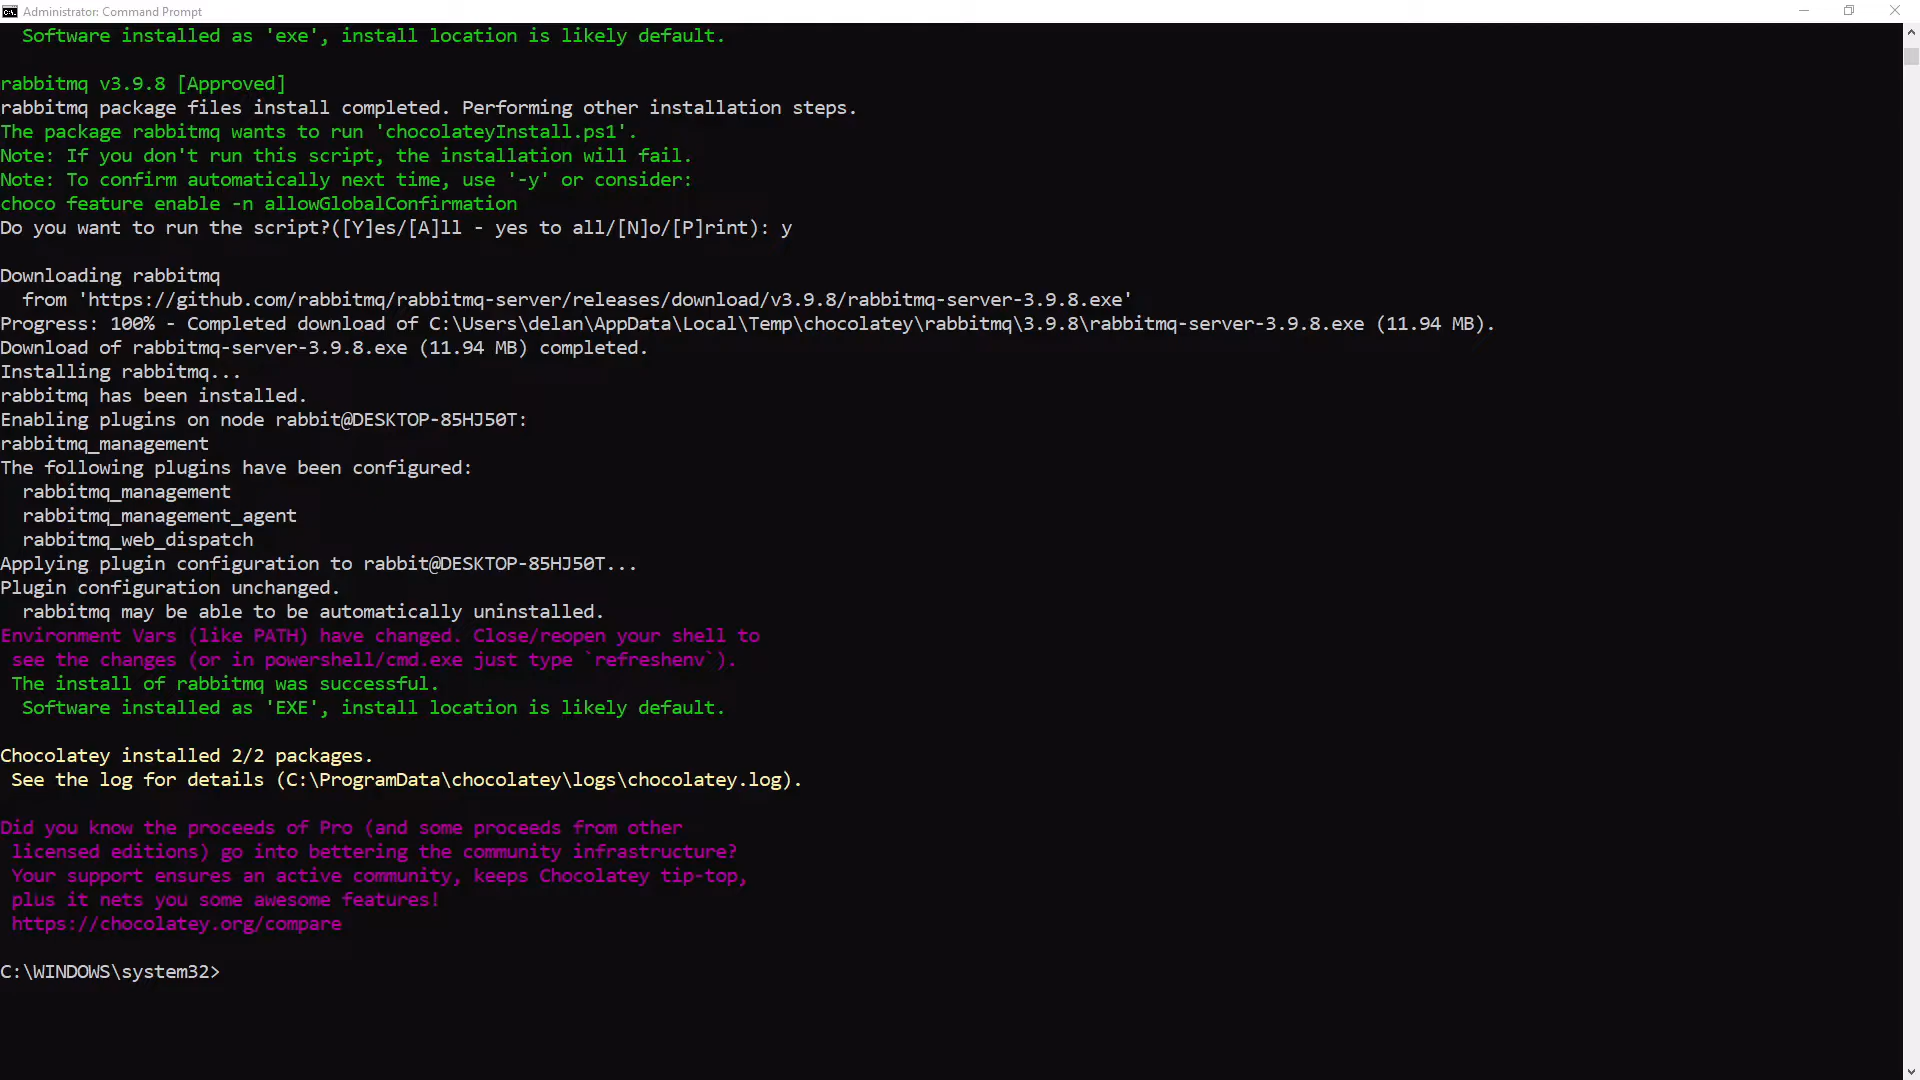 Administrator: Command Prompt
Software installed as 'exe', install location is likely default.
rabbitmq v3.9.8 [Approved]
rabbitmq package files install completed. Performing other installation steps.
The package rabbitmq wants to run 'chocolateyInstall.ps1'.
Note: If you don't run this script, the installation will fail.
Note: To confirm automatically next time, use '-y' or consider:
choco feature enable -n allowGlobalConfirmation
Do you want to run the script?([Y]es/[A]ll - yes to all/[N]o/[P]rint): y
Downloading rabbitmq
from 'https://github.com/rabbitmq/rabbitmq-server/releases/download/v3.9.8/rabbitmq-server-3.9.8.exe'
Progress: 100% - Completed download of C:\Users\delan\AppData\Local\Temp\chocolatey\rabbitmq\3.9.8\rabbitmq-server-3.9.8.exe (11.94 MB).
Download of rabbitmq-server-3.9.8.exe (11.94 MB) completed.
Installing rabbitmq...
rabbitmq has been installed.
Enabling plugins on node rabbit@DESKTOP-85HJ50T:
rabbitmq_management
The following plugins have been configured:
rabbitmq_management
rabbitmq_management_agent
rabbitmq_web_dispatch
Applying plugin configuration to rabbit@DESKTOP-85HJ50T...
Plugin configuration unchanged.
rabbitmq may be able to be automatically uninstalled.
Environment Vars (like PATH) have changed. Close/reopen your shell to
see the changes (or in powershell/cmd.exe just type `refreshenv`).
The install of rabbitmq was successful.
Software installed as 'EXE', install location is likely default.
Chocolatey installed 2/2 packages.
See the log for details (C:\ProgramData\chocolatey\logs\chocolatey.log).
Did you know the proceeds of Pro (and some proceeds from other
licensed editions) go into bettering the community infrastructure?
Your support ensures an active community, keeps Chocolatey tip-top,
plus it nets you some awesome features!
https://chocolatey.org/compare
C:\WINDOWS\system32>